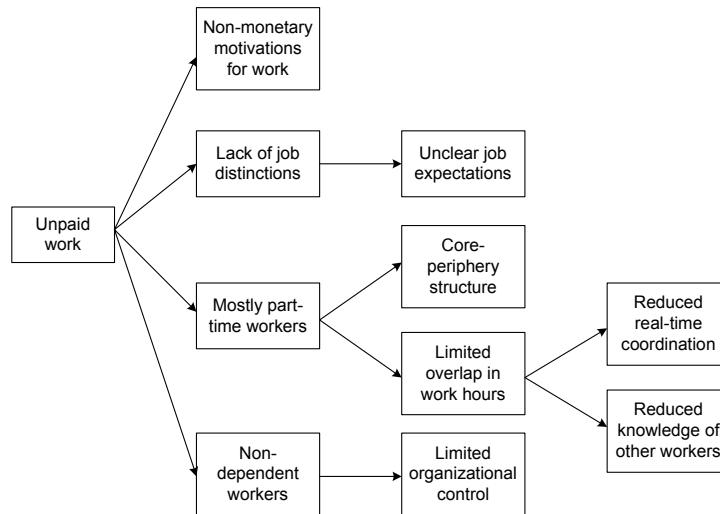 Non-monetary
motivations
for work
Lack of job
distinctions
Unclear job
expectations
Unpaid
work
Core-
periphery
structure
Mostly part-
time workers
Limited
overlap in
work hours
Reduced
real-time
coordination
Reduced
knowledge of
other workers
Non-
dependent
workers
Limited
organizational
control